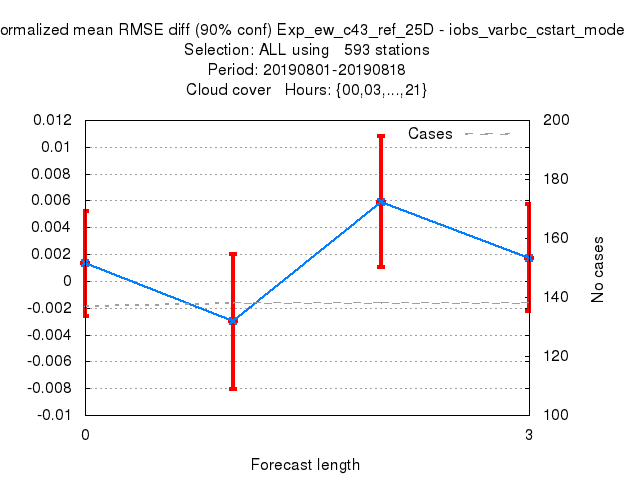 ormalized mean RMSE diff (90% conf) Exp_ew_c43_ref_25D - iobs_varbc_cstart_mode
Selection: ALL using 593 stations
Period: 20190801-20190818
Cloud cover Hours: {00,03,...,21}
Cases
0.012
0.01
0.008
0.006
0.004
0.002
0
-0.002
-0.004
-0.006
-0.008
-0.01
200
180
160
140
120
100
No cases
0
3
Forecast length